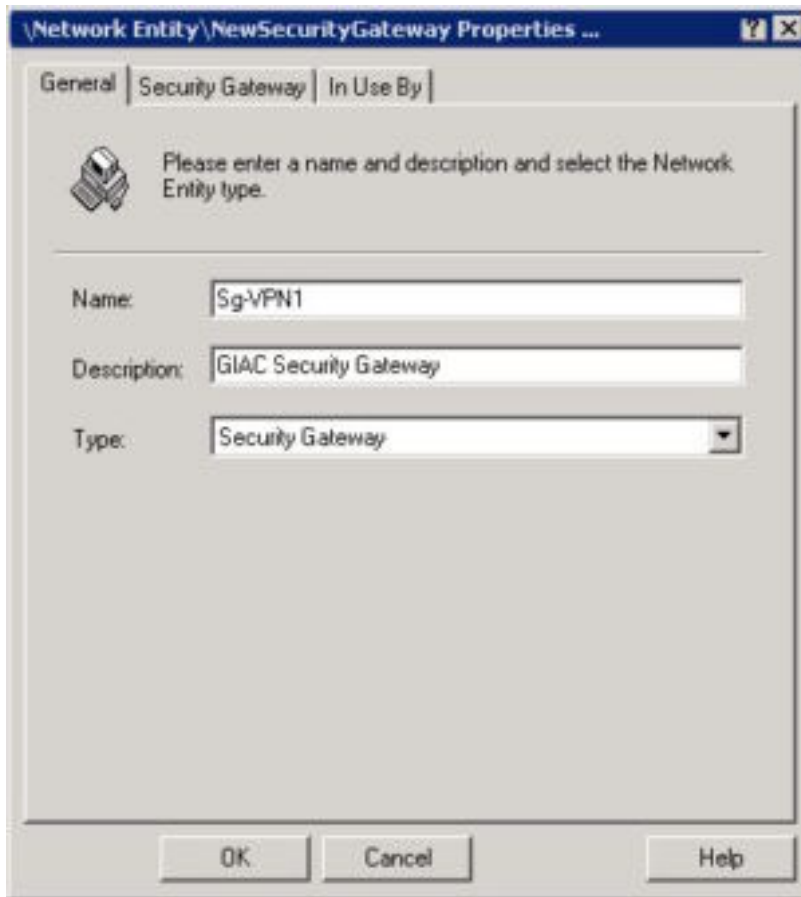 \Network Entity\NewSecurityGateway Properties ...
General Security Gateway In Use By
Please enter a name and description and select the Network
Entity type.
Name: Sg-VPN1
Description: GIAC Security Gateway
Type: Security Gateway
OK Cancel Help